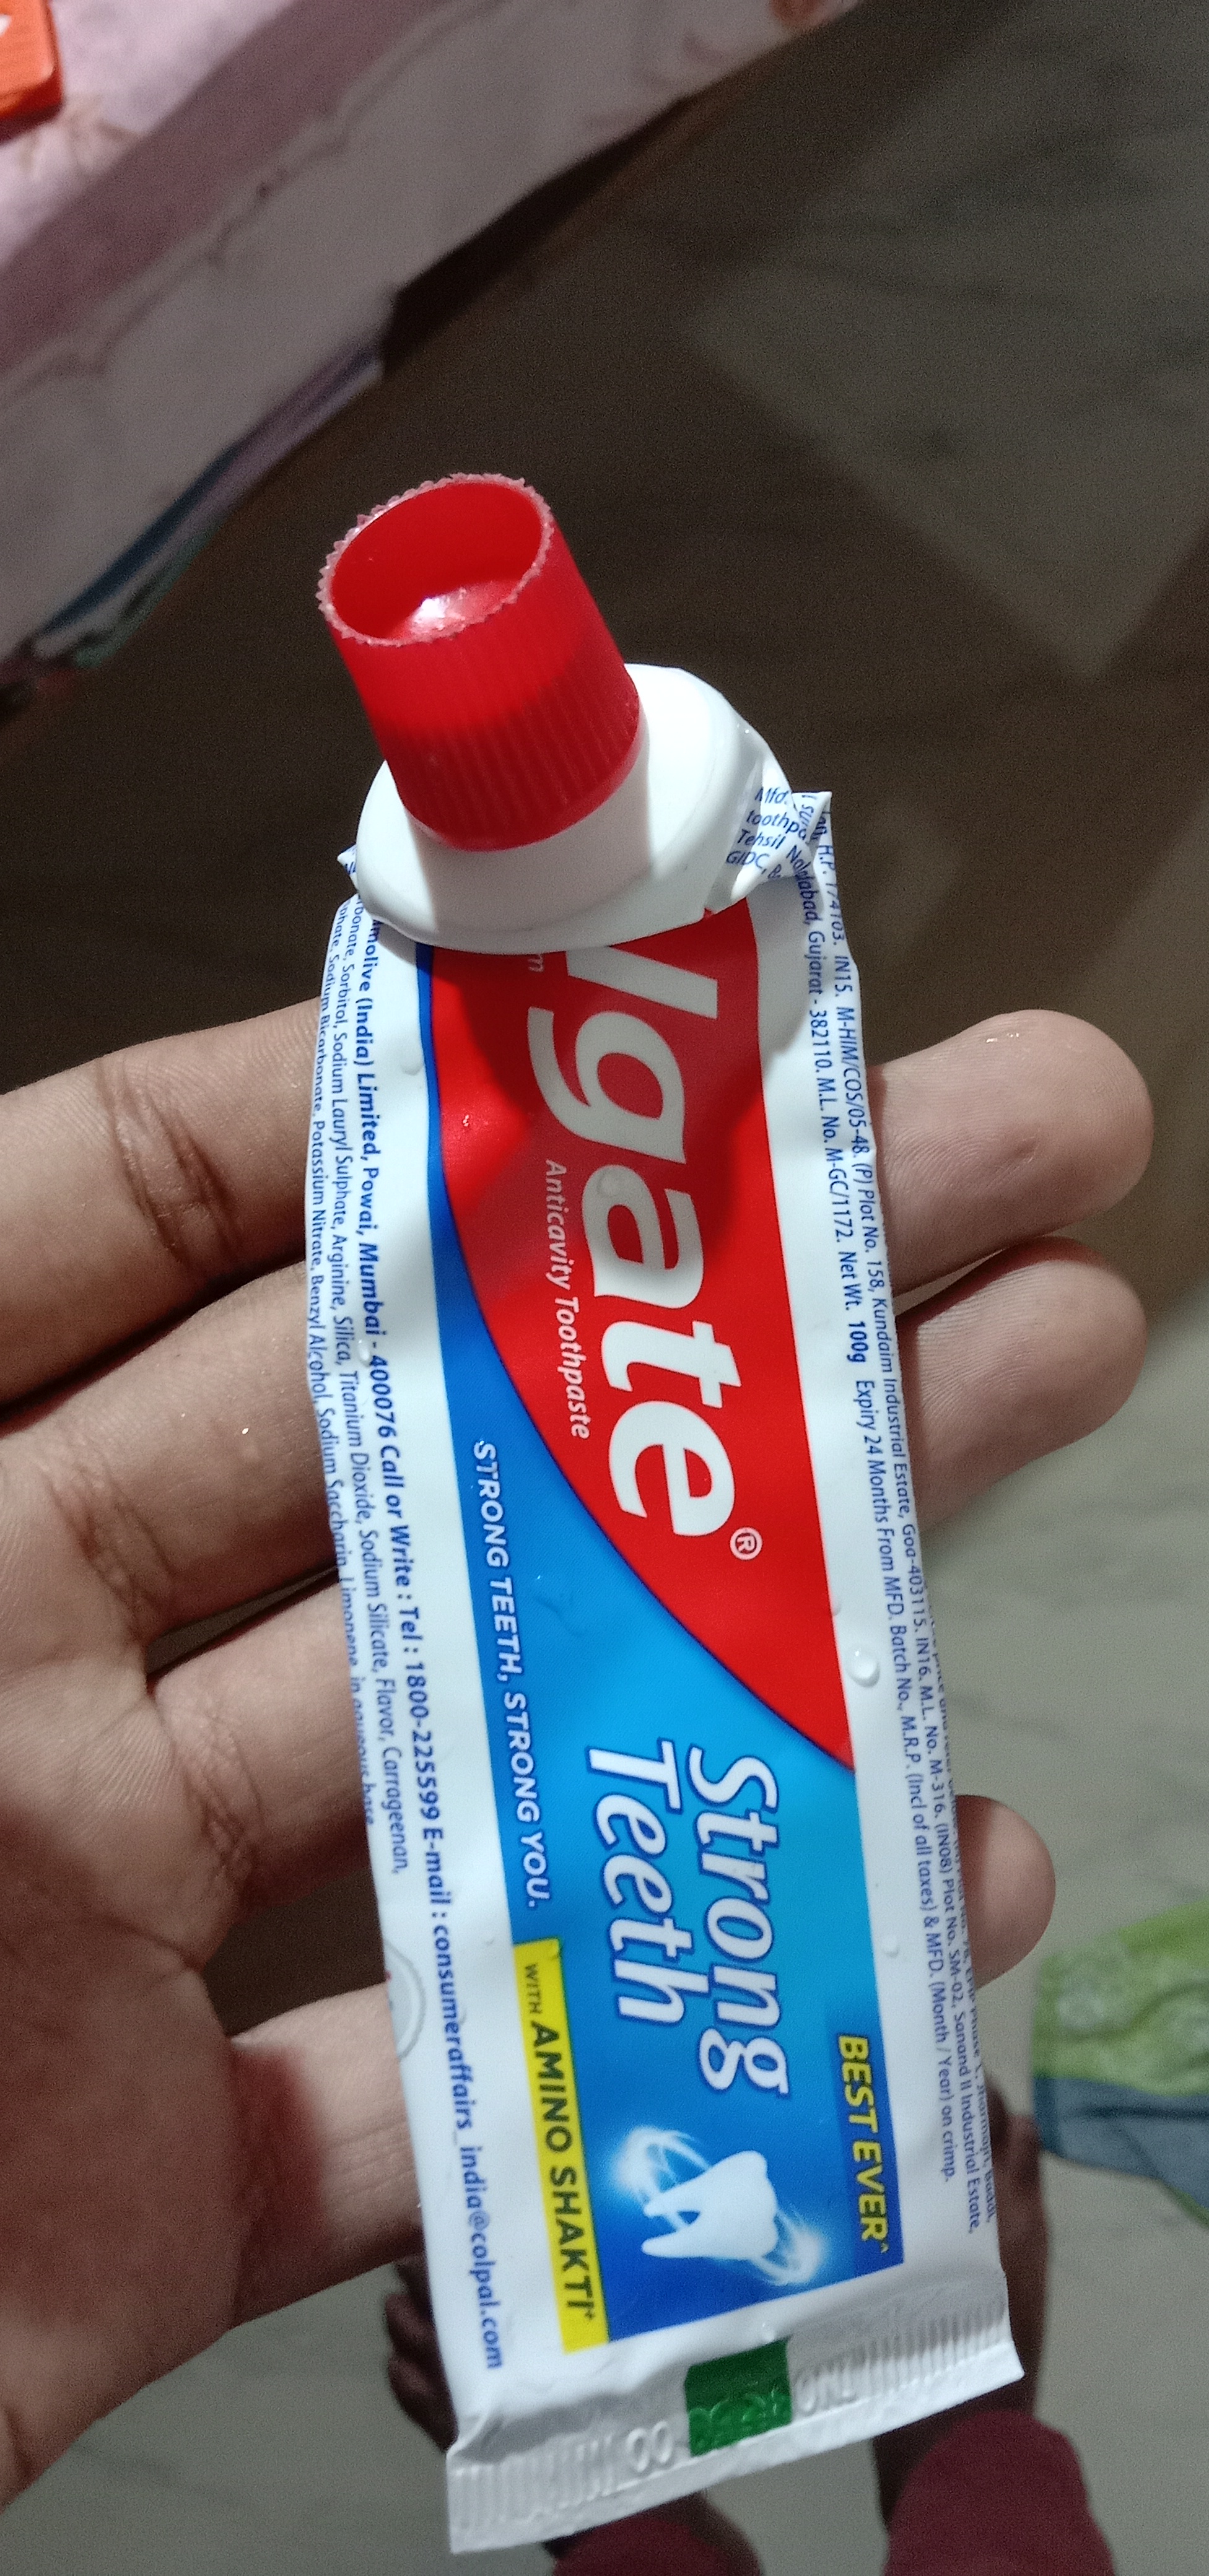 lgate®
Anticavity Toothpaste
STRONG TEETH, STRONG YOU.
Strong
Teeth
WITH AMINO SHAKTI+
BEST EVER^
molive (India) Limited, Powai, Mumbai - 400076 Call or Write : Tel : 1800-225599 E-mail : consumeraffairs_india@colpal.com
bonate, Sorbitol, Sodium Lauryl Sulphate, Arginine, Silica, Titanium Dioxide, Sodium Silicate, Flavor, Carrageenan,
Sodium Bicarbonate, Potassium Nitrate, Benzyl Alcohol, Sodium Saccharin, Limonene, in aqueous base
Mfd.
toothpa
Tehsil
GIDC,
H.P. 174103. IN15. M-HIM/COS/05-48. (P) Plot No. 158, Kundaim Industrial Estate, Goa-403115. IN16. M.L. No. M-316. (IN08) Plot No. SM-02, Sanand II Industrial Estate,
Gujarat - 382110. M.L. No. M-GC/1172. Net Wt. 100g Expiry 24 Months From MFD. Batch No., M.R.P. (Incl of all taxes) & MFD. (Month / Year) on crimp.